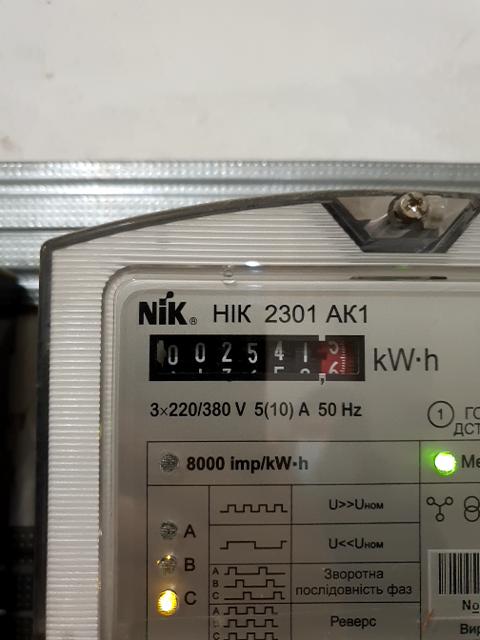 NiK® НІК 2301 АК1
002541 kW·h
3×220/380 V 5(10) A 50 Hz
1
8000 imp/kW·h
U>>Uном
A
U<<Uном
B
A
B
C
Зворотна
послідовність фаз
C
A
B
C
Реверс